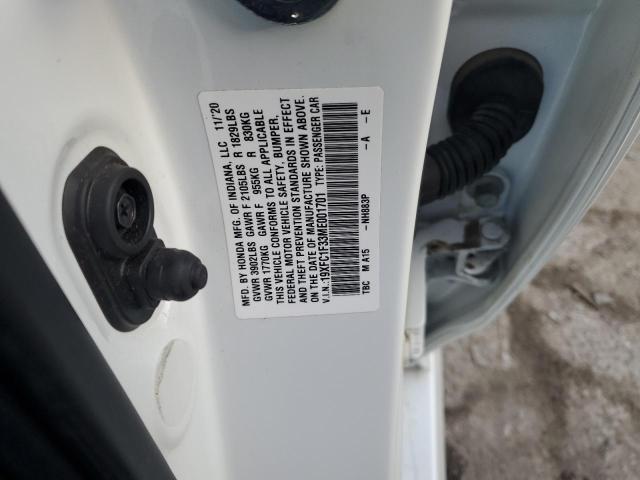 MFD. BY HONDA MFG. OF INDIANA, LLC 11/'20
GVWR 3902LBS GAWR F 2105LBS R 1829LBS
GVWR 1770KG GAWR F 955KG R 830KG
THIS VEHICLE CONFORMS TO ALL APPLICABLE
FEDERAL MOTOR VEHICLE SAFETY, BUMPER,
AND THEFT PREVENTION STANDARDS IN EFFECT
ON THE DATE OF MANUFACTURE SHOWN ABOVE.
V.I.N.:19XFC1F33ME001701 TYPE: PASSENGER CAR
TBC M A15 -NH883P -A -E